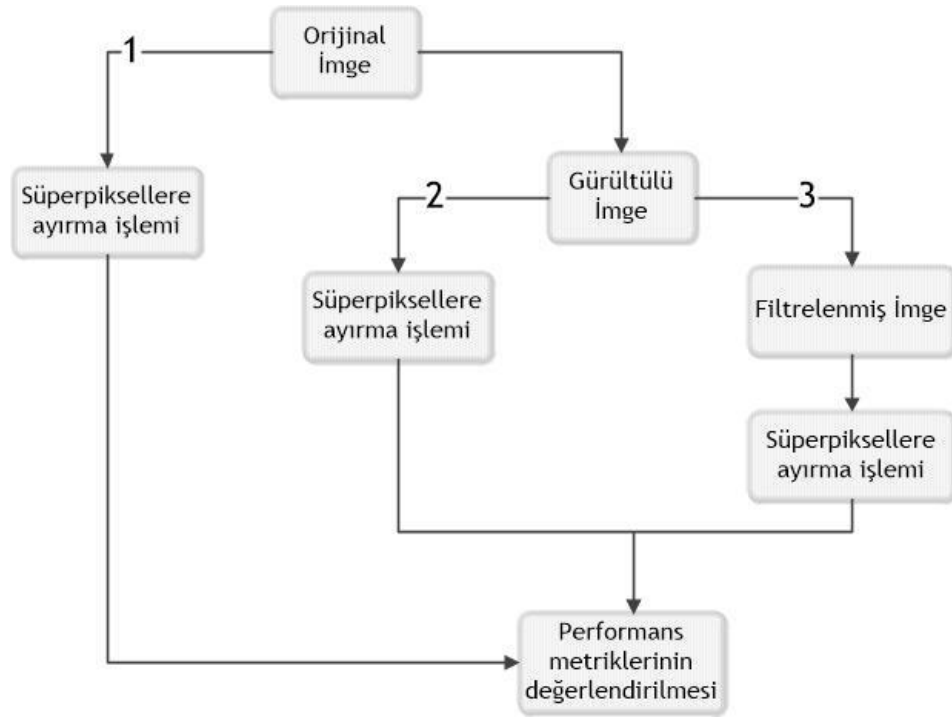 Orijinal
İmge
1
Süperpiksellere
ayırma işlemi
Gürültülü
İmge
2
3
Süperpiksellere
ayırma işlemi
Filtrelenmiş İmge
Süperpiksellere
ayırma işlemi
Performans
metriklerinin
değerlendirilmesi